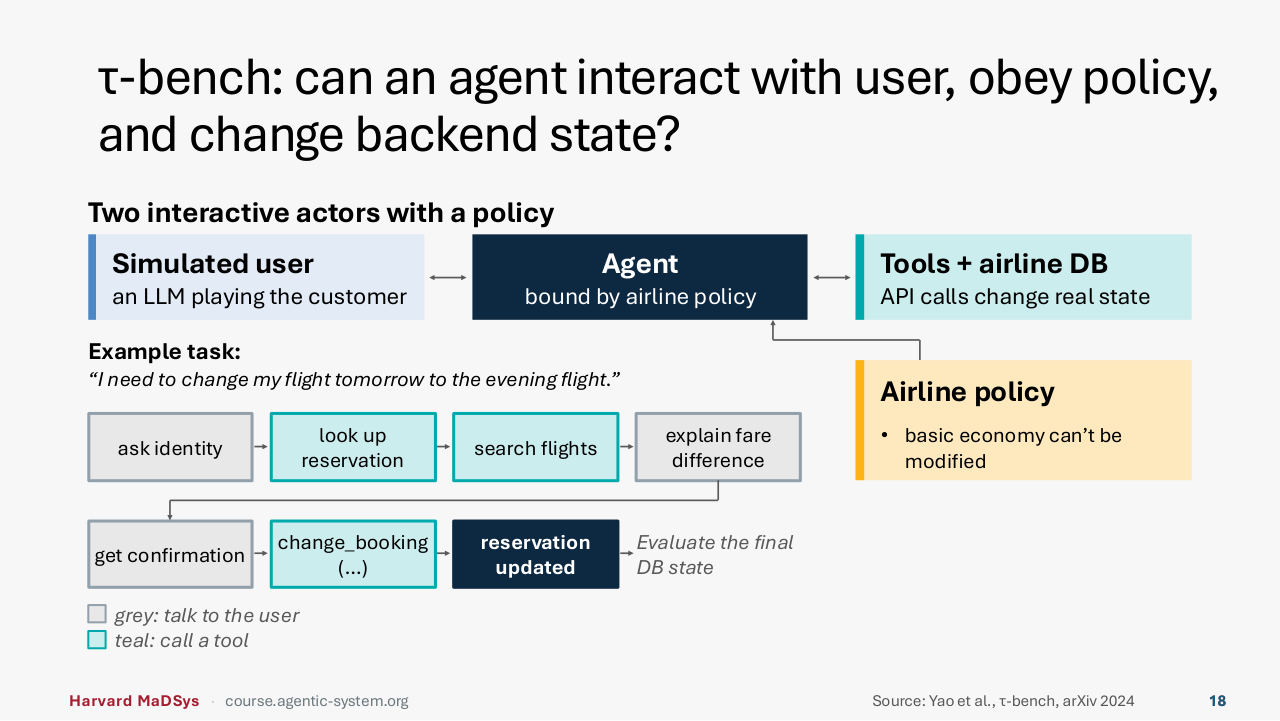 τ-bench: can an agent interact with user, obey policy,
and change backend state?
Two interactive actors with a policy
Simulated user
an LLM playing the customer
Agent
bound by airline policy
Tools + airline DB
API calls change real state
Example task:
“I need to change my flight tomorrow to the evening flight.”
Airline policy
• basic economy can’t be
modified
ask identity
look up
reservation
search flights
explain fare
difference
get confirmation
change_booking
(...)
reservation
updated
Evaluate the final
DB state
grey: talk to the user
teal: call a tool
Harvard MaDSys · course.agentic-system.org
Source: Yao et al., τ-bench, arXiv 2024
18